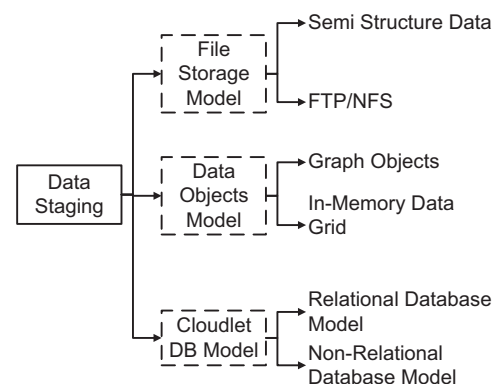 Data
Staging
File
Storage
Model
Semi Structure Data
FTP/NFS
Data
Objects
Model
Graph Objects
In-Memory Data
Grid
Cloudlet
DB Model
Relational Database
Model
Non-Relational
Database Model